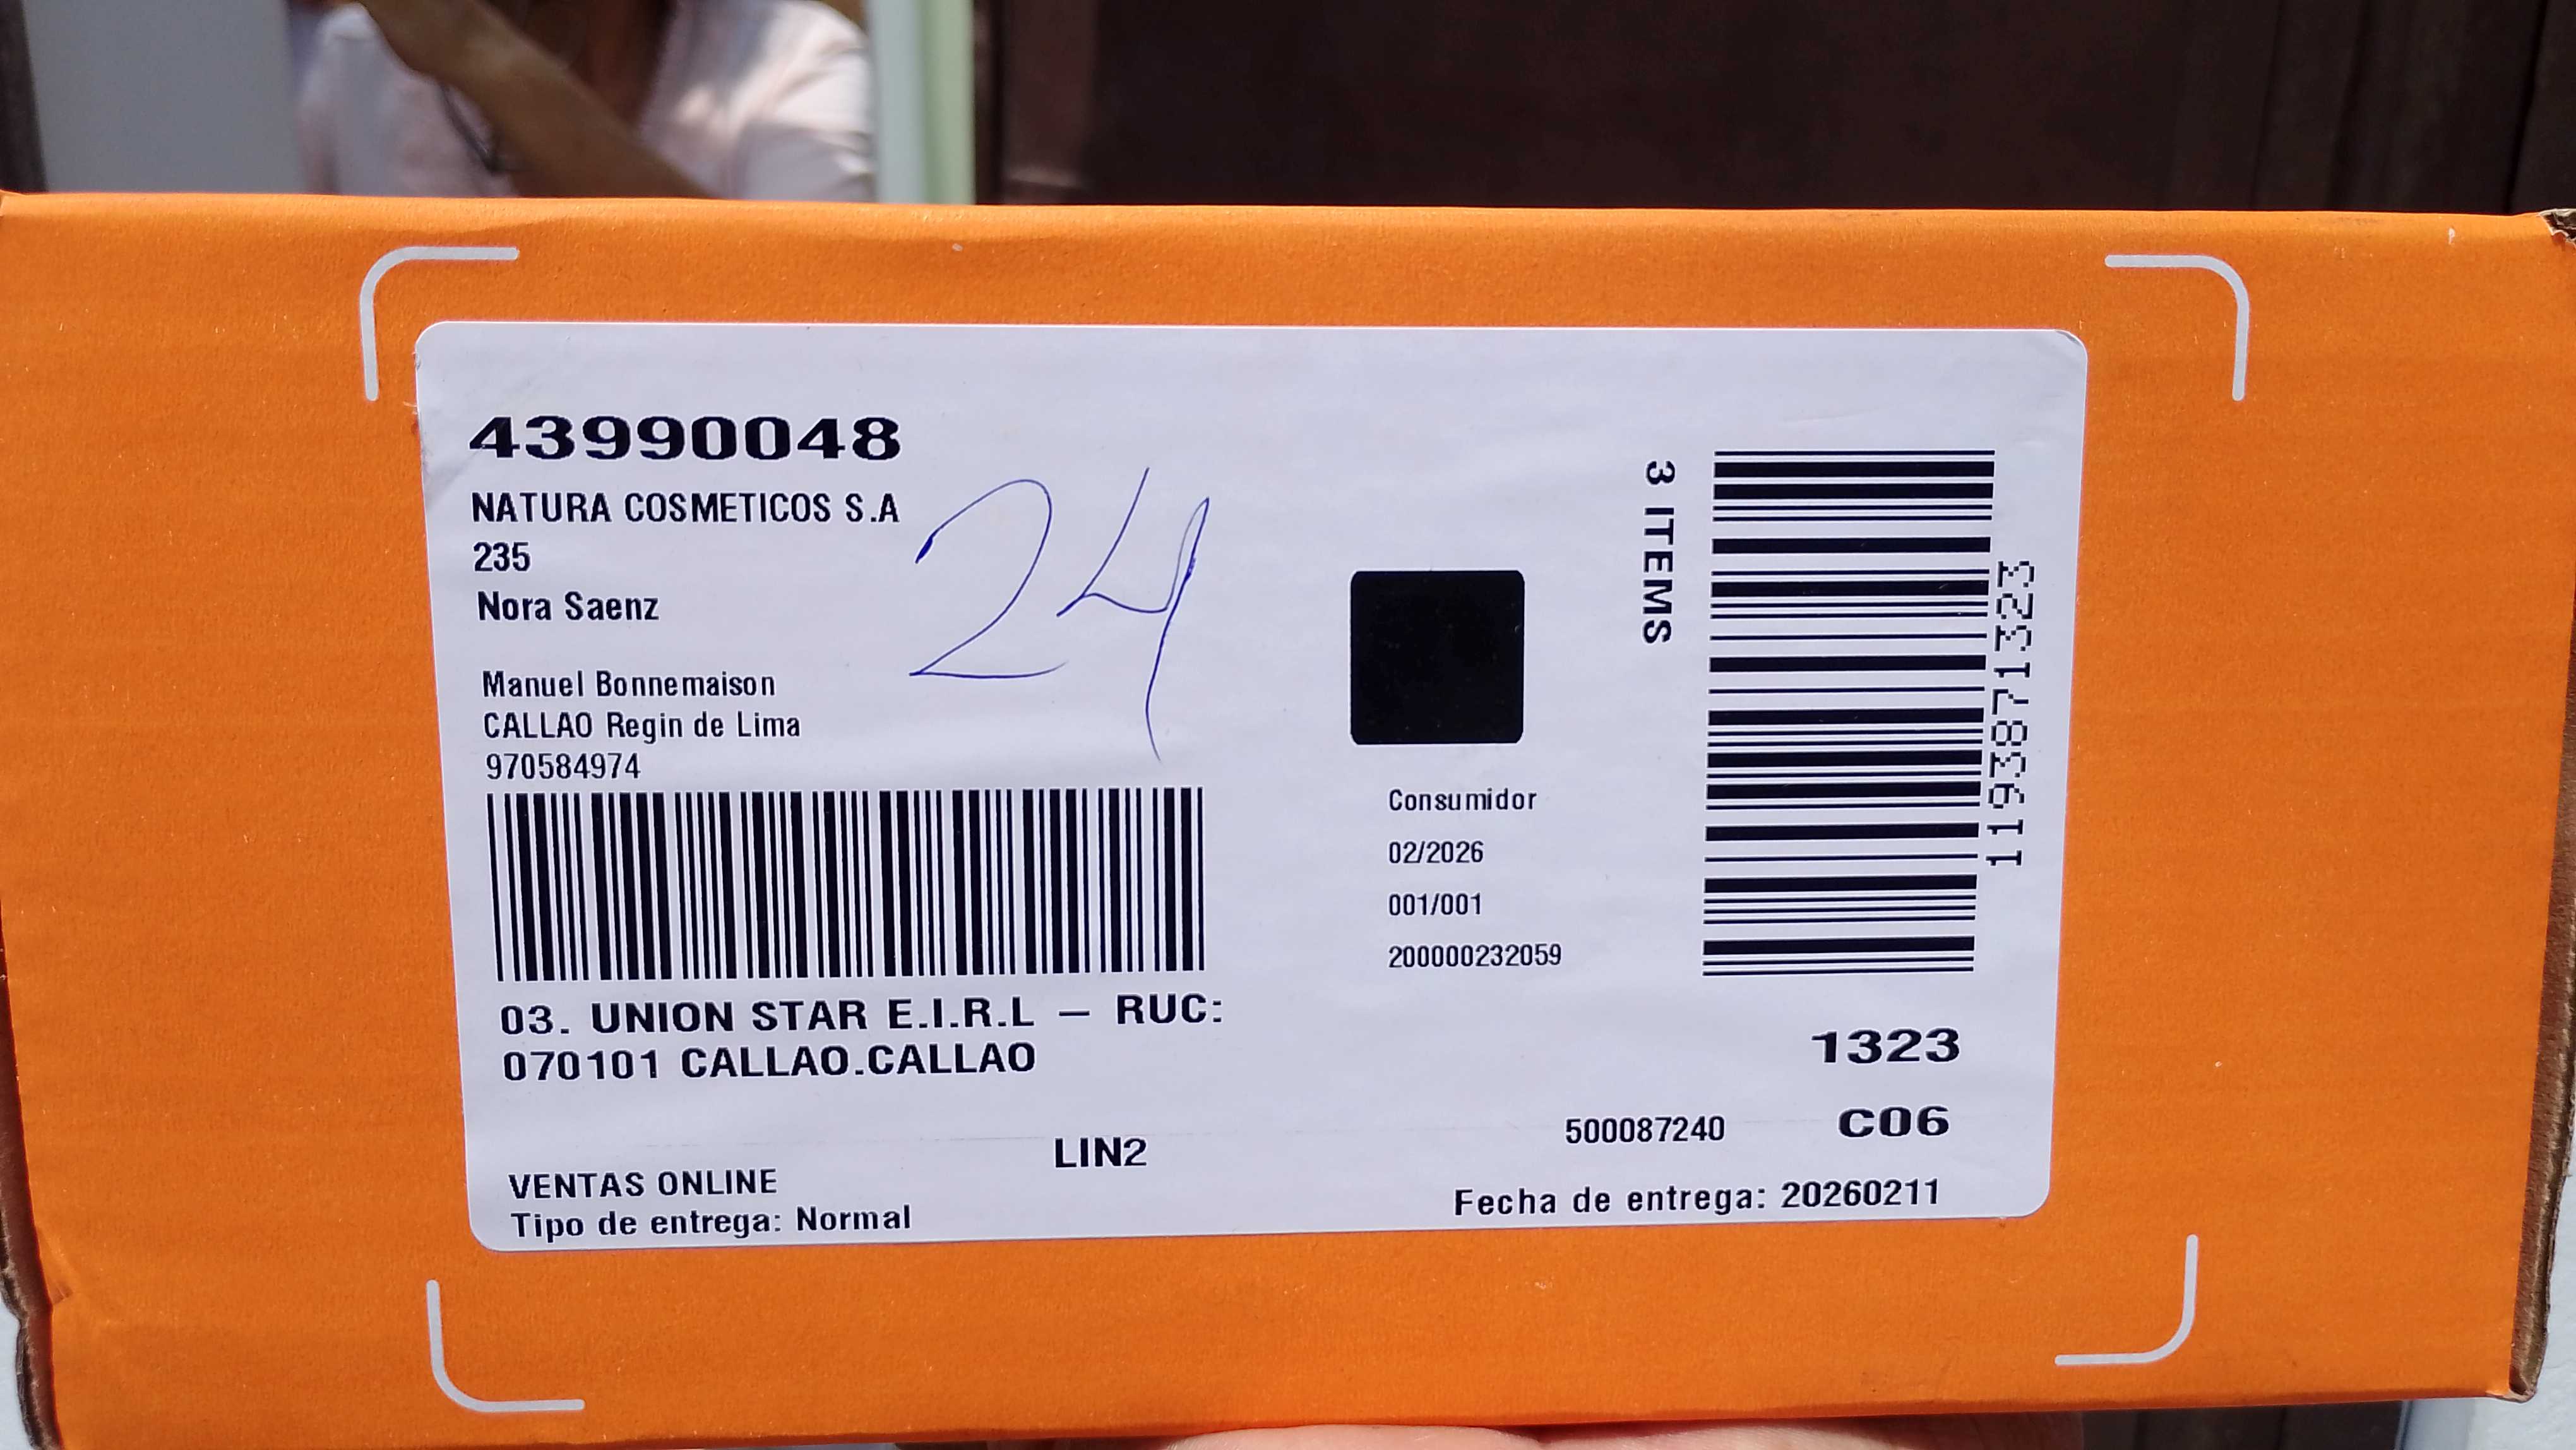 43990048
NATURA COSMETICOS S.A
235
Nora Saenz
24
Manuel Bonnemaison
CALLAO Regin de Lima
970584974
03. UNION STAR E.I.R.L — RUC:
070101 CALLAO.CALLAO
LIN2
VENTAS ONLINE
Tipo de entrega: Normal
Consumidor
02/2026
001/001
200000232059
3 ITEMS
1193871323
1323
500087240 C06
Fecha de entrega: 20260211